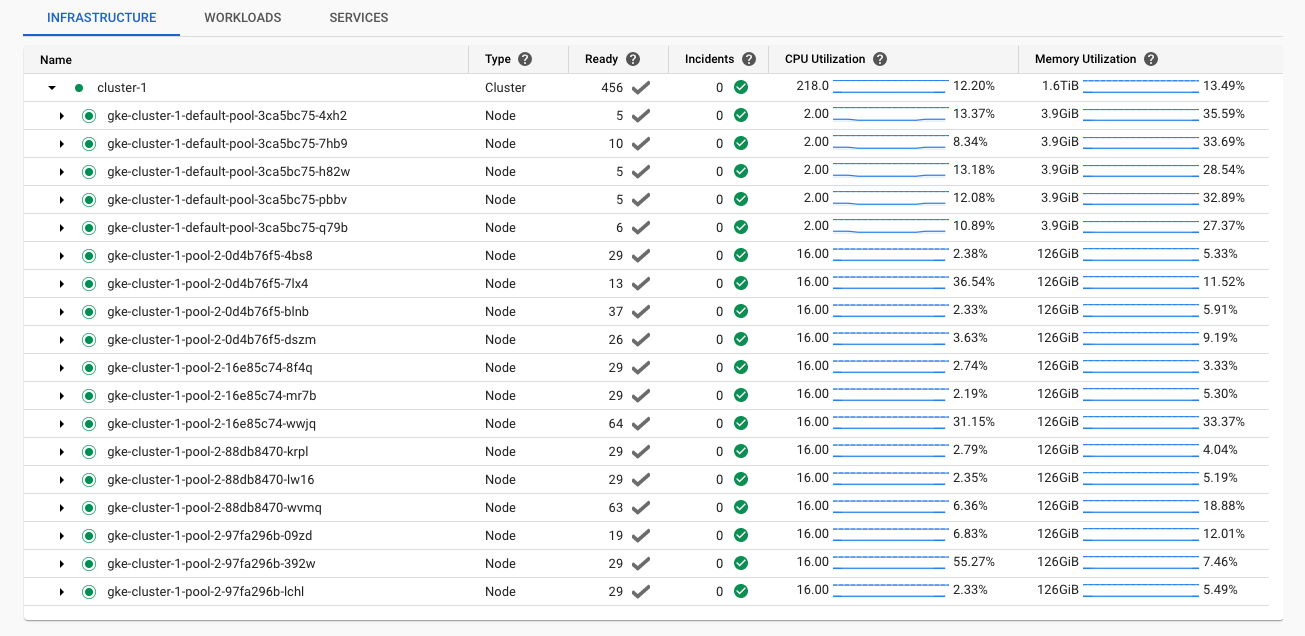 INFRASTRUCTURE WORKLOADS SERVICES
Name Type Ready Incidents CPU Utilization Memory Utilization
cluster-1 Cluster 456 0 218.0 12.20% 1.6TiB 13.49%
gke-cluster-1-default-pool-3ca5bc75-4xh2 Node 5 0 2.00 13.37% 3.9GiB 35.59%
gke-cluster-1-default-pool-3ca5bc75-7hb9 Node 10 0 2.00 8.34% 3.9GiB 33.69%
gke-cluster-1-default-pool-3ca5bc75-h82w Node 5 0 2.00 13.18% 3.9GiB 28.54%
gke-cluster-1-default-pool-3ca5bc75-pbbv Node 5 0 2.00 12.08% 3.9GiB 32.89%
gke-cluster-1-default-pool-3ca5bc75-q79b Node 6 0 2.00 10.89% 3.9GiB 27.37%
gke-cluster-1-pool-2-0d4b76f5-4bs8 Node 29 0 16.00 2.38% 126GiB 5.33%
gke-cluster-1-pool-2-0d4b76f5-7lx4 Node 13 0 16.00 36.54% 126GiB 11.52%
gke-cluster-1-pool-2-0d4b76f5-blnb Node 37 0 16.00 2.33% 126GiB 5.91%
gke-cluster-1-pool-2-0d4b76f5-dszm Node 26 0 16.00 3.63% 126GiB 9.19%
gke-cluster-1-pool-2-16e85c74-8f4q Node 29 0 16.00 2.74% 126GiB 3.33%
gke-cluster-1-pool-2-16e85c74-mr7b Node 29 0 16.00 2.19% 126GiB 5.30%
gke-cluster-1-pool-2-16e85c74-wwjq Node 64 0 16.00 31.15% 126GiB 33.37%
gke-cluster-1-pool-2-88db8470-krpl Node 29 0 16.00 2.79% 126GiB 4.04%
gke-cluster-1-pool-2-88db8470-lw16 Node 29 0 16.00 2.35% 126GiB 5.19%
gke-cluster-1-pool-2-88db8470-wvmq Node 63 0 16.00 6.36% 126GiB 18.88%
gke-cluster-1-pool-2-97fa296b-09zd Node 19 0 16.00 6.83% 126GiB 12.01%
gke-cluster-1-pool-2-97fa296b-392w Node 29 0 16.00 55.27% 126GiB 7.46%
gke-cluster-1-pool-2-97fa296b-lchl Node 29 0 16.00 2.33% 126GiB 5.49%